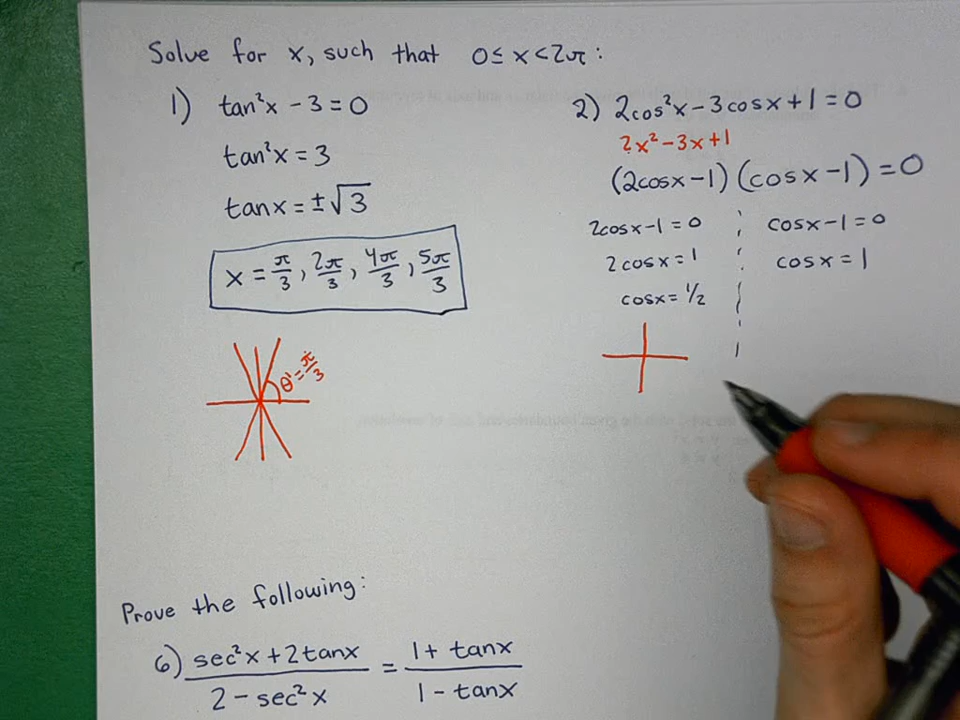 Solve for x, such that 0 ≤ x < 2π :
1) tan²x − 3 = 0
tan²x = 3
tanx = ±√3
x = π/3, 2π/3, 4π/3, 5π/3
θ' = π/3
2) 2cos²x − 3cosx + 1 = 0
2x² − 3x + 1
(2cosx − 1)(cosx − 1) = 0
2cosx − 1 = 0
2cosx = 1
cosx = 1/2
cosx − 1 = 0
cosx = 1
Prove the following:
6) sec²x + 2tanx / 2 − sec²x = 1 + tanx / 1 − tanx